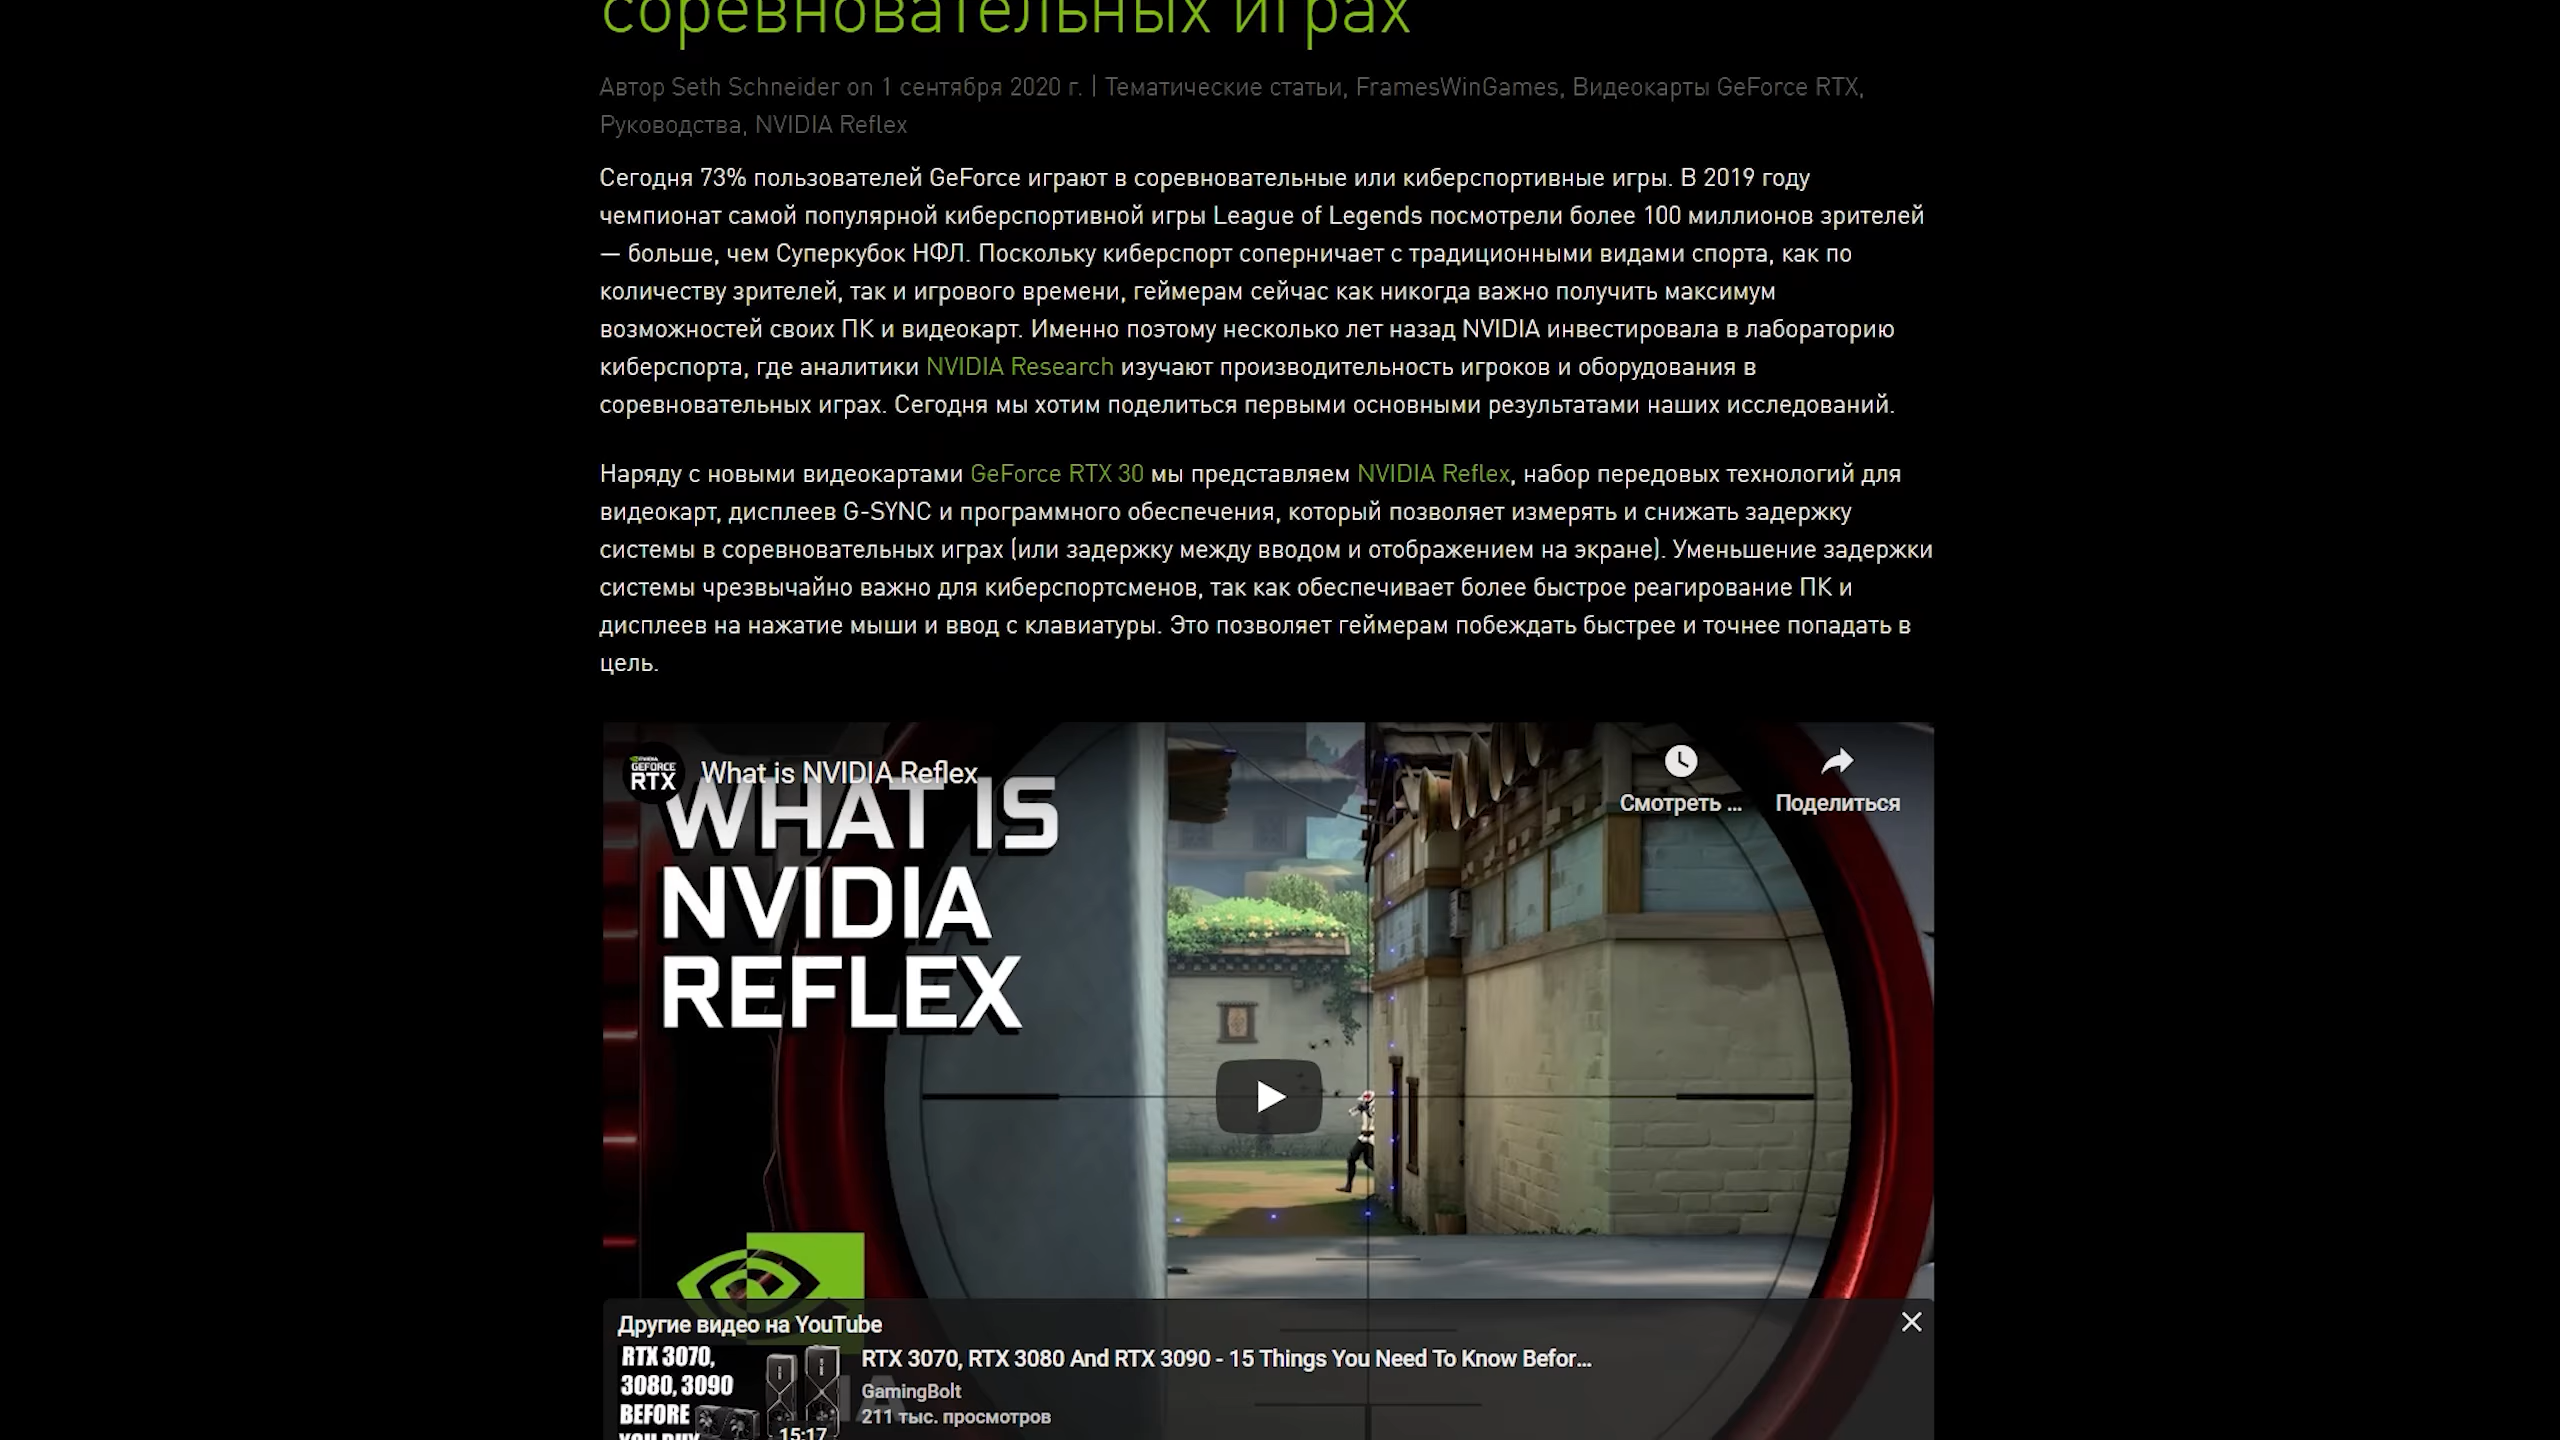 соревновательных играх
Автор Seth Schneider on 1 сентября 2020 г. | Тематические статьи, FramesWinGames, Видеокарты GeForce RTX,
Руководства, NVIDIA Reflex
Сегодня 73% пользователей GeForce играют в соревновательные или киберспортивные игры. В 2019 году
чемпионат самой популярной киберспортивной игры League of Legends посмотрели более 100 миллионов зрителей
— больше, чем Суперкубок НФЛ. Поскольку киберспорт соперничает с традиционными видами спорта, как по
количеству зрителей, так и игрового времени, геймерам сейчас как никогда важно получить максимум
возможностей своих ПК и видеокарт. Именно поэтому несколько лет назад NVIDIA инвестировала в лабораторию
киберспорта, где аналитики NVIDIA Research изучают производительность игроков и оборудования в
соревновательных играх. Сегодня мы хотим поделиться первыми основными результатами наших исследований.
Наряду с новыми видеокартами GeForce RTX 30 мы представляем NVIDIA Reflex, набор передовых технологий для
видеокарт, дисплеев G-SYNC и программного обеспечения, который позволяет измерять и снижать задержку
системы в соревновательных играх (или задержку между вводом и отображением на экране). Уменьшение задержки
системы чрезвычайно важно для киберспортсменов, так как обеспечивает более быстрое реагирование ПК и
дисплеев на нажатие мыши и ввод с клавиатуры. Это позволяет геймерам побеждать быстрее и точнее попадать в
цель.
GEFORCE
RTX
What is NVIDIA Reflex
Смотреть ...
Поделиться
WHAT IS
NVIDIA
REFLEX
Другие видео на YouTube
RTX 3070,
3080, 3090
BEFORE
YOU BUY
15:17
RTX 3070, RTX 3080 And RTX 3090 - 15 Things You Need To Know Befor...
GamingBolt
211 тыс. просмотров